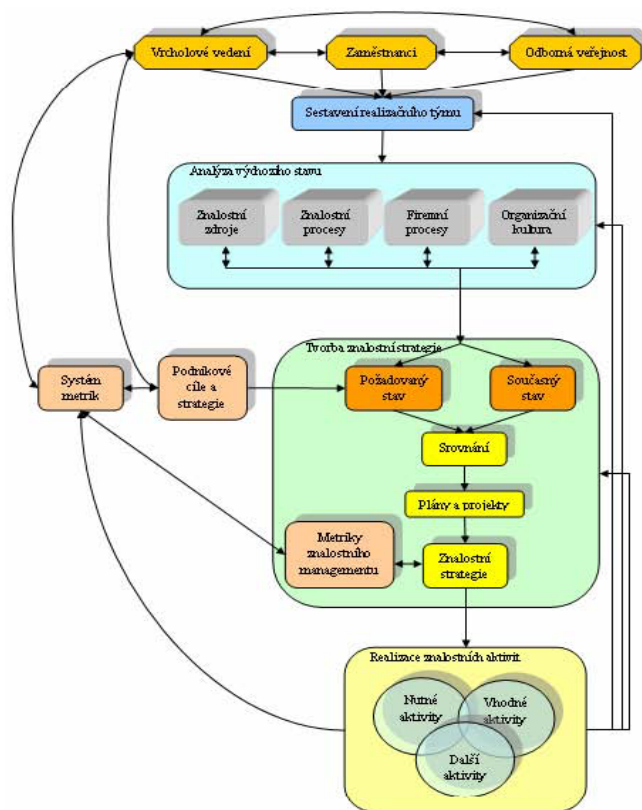 Vrcholové vedení
Zaměstnanci
Odborná veřejnost
Sestavení realizačního týmu
Analýza výchozího stavu
Znalostní
zdroje
Znalostní
procesy
Firemní
procesy
Organizační
kultura
Tvorba znalostní strategie
Systém
metrik
Podnikové
cíle a
strategie
Požadovaný
stav
Současný
stav
Srovnání
Plány a projekty
Metriky
znalostního
managementu
Znalostní
strategie
Realizace znalostních aktivit
Nutné
aktivity
Vhodné
aktivity
Další
aktivity